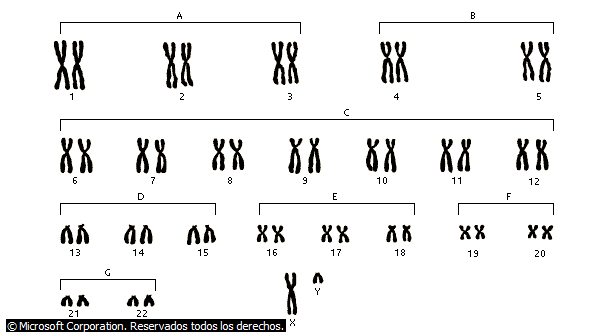 A B
1 2 3 4 5
C
6 7 8 9 10 11 12
D E F
13 14 15 16 17 18 19 20
G
21 22 X Y
© Microsoft Corporation. Reservados todos los derechos.